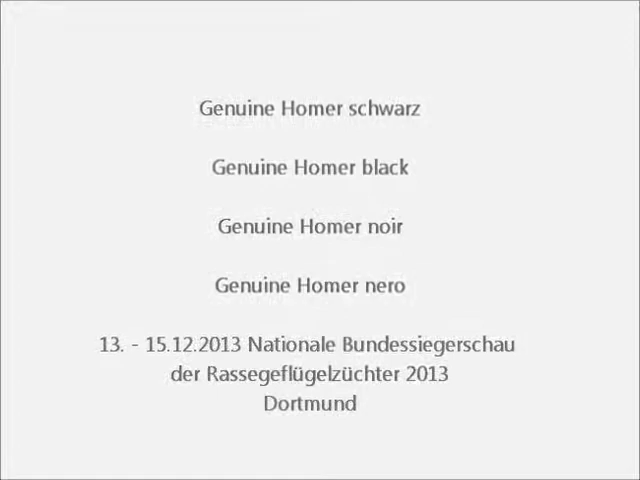 Genuine Homer schwarz
Genuine Homer black
Genuine Homer noir
Genuine Homer nero
13. - 15.12.2013 Nationale Bundessiegerschau
der Rassegeflügelzüchter 2013
Dortmund